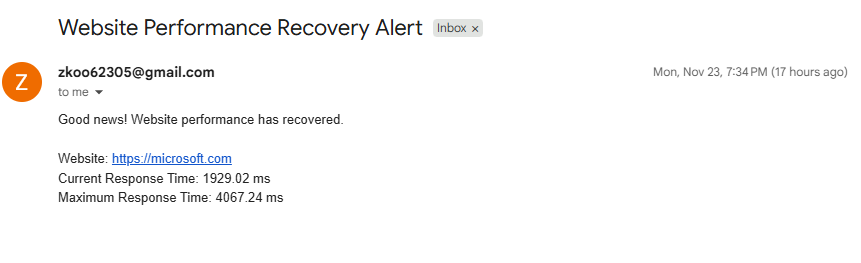 Website Performance Recovery Alert Inbox ×
Z
zkoo62305@gmail.com Mon, Nov 23, 7:34 PM (17 hours ago)
to me
Good news! Website performance has recovered.
Website: https://microsoft.com
Current Response Time: 1929.02 ms
Maximum Response Time: 4067.24 ms